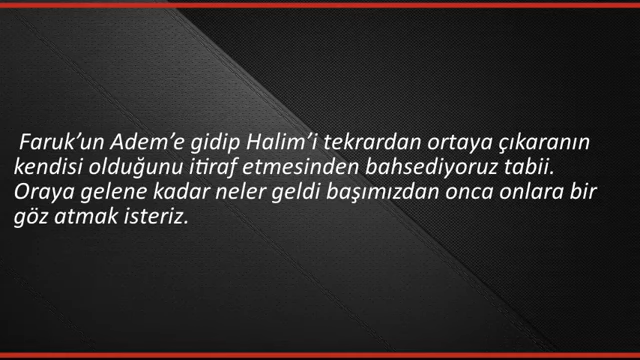 Faruk’un Adem’e gidip Halim’i tekrardan ortaya çıkaranın
kendisi olduğunu itiraf etmesinden bahsediyoruz tabii.
Oraya gelene kadar neler geldi başımızdan onca onlara bir
göz atmak isteriz.